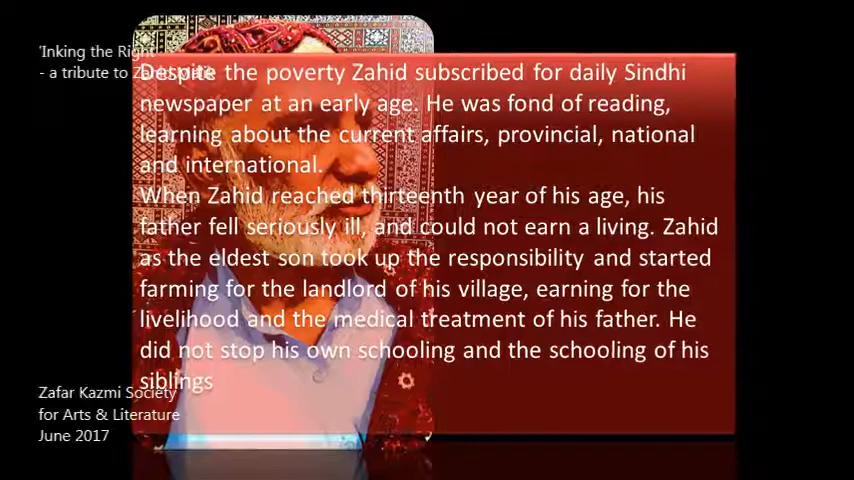 'Inking the Right
- a tribute to Zahid
Despite the poverty Zahid subscribed for daily Sindhi
newspaper at an early age. He was fond of reading,
learning about the current affairs, provincial, national
and international.
When Zahid reached thirteenth year of his age, his
father fell seriously ill, and could not earn a living. Zahid
as the eldest son took up the responsibility and started
farming for the landlord of his village, earning for the
livelihood and the medical treatment of his father. He
did not stop his own schooling and the schooling of his
siblings
Zafar Kazmi Society
for Arts & Literature
June 2017